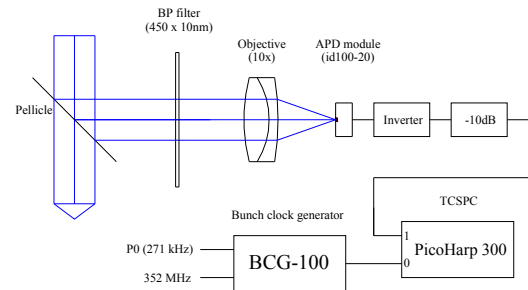 BP filter
(450 x 10nm)
Objective
(10x)
APD module
(id100-20)
Pellicle
Inverter
-10dB
Bunch clock generator
TCSPC
P0 (271 kHz)
352 MHz
BCG-100
1
0
PicoHarp 300